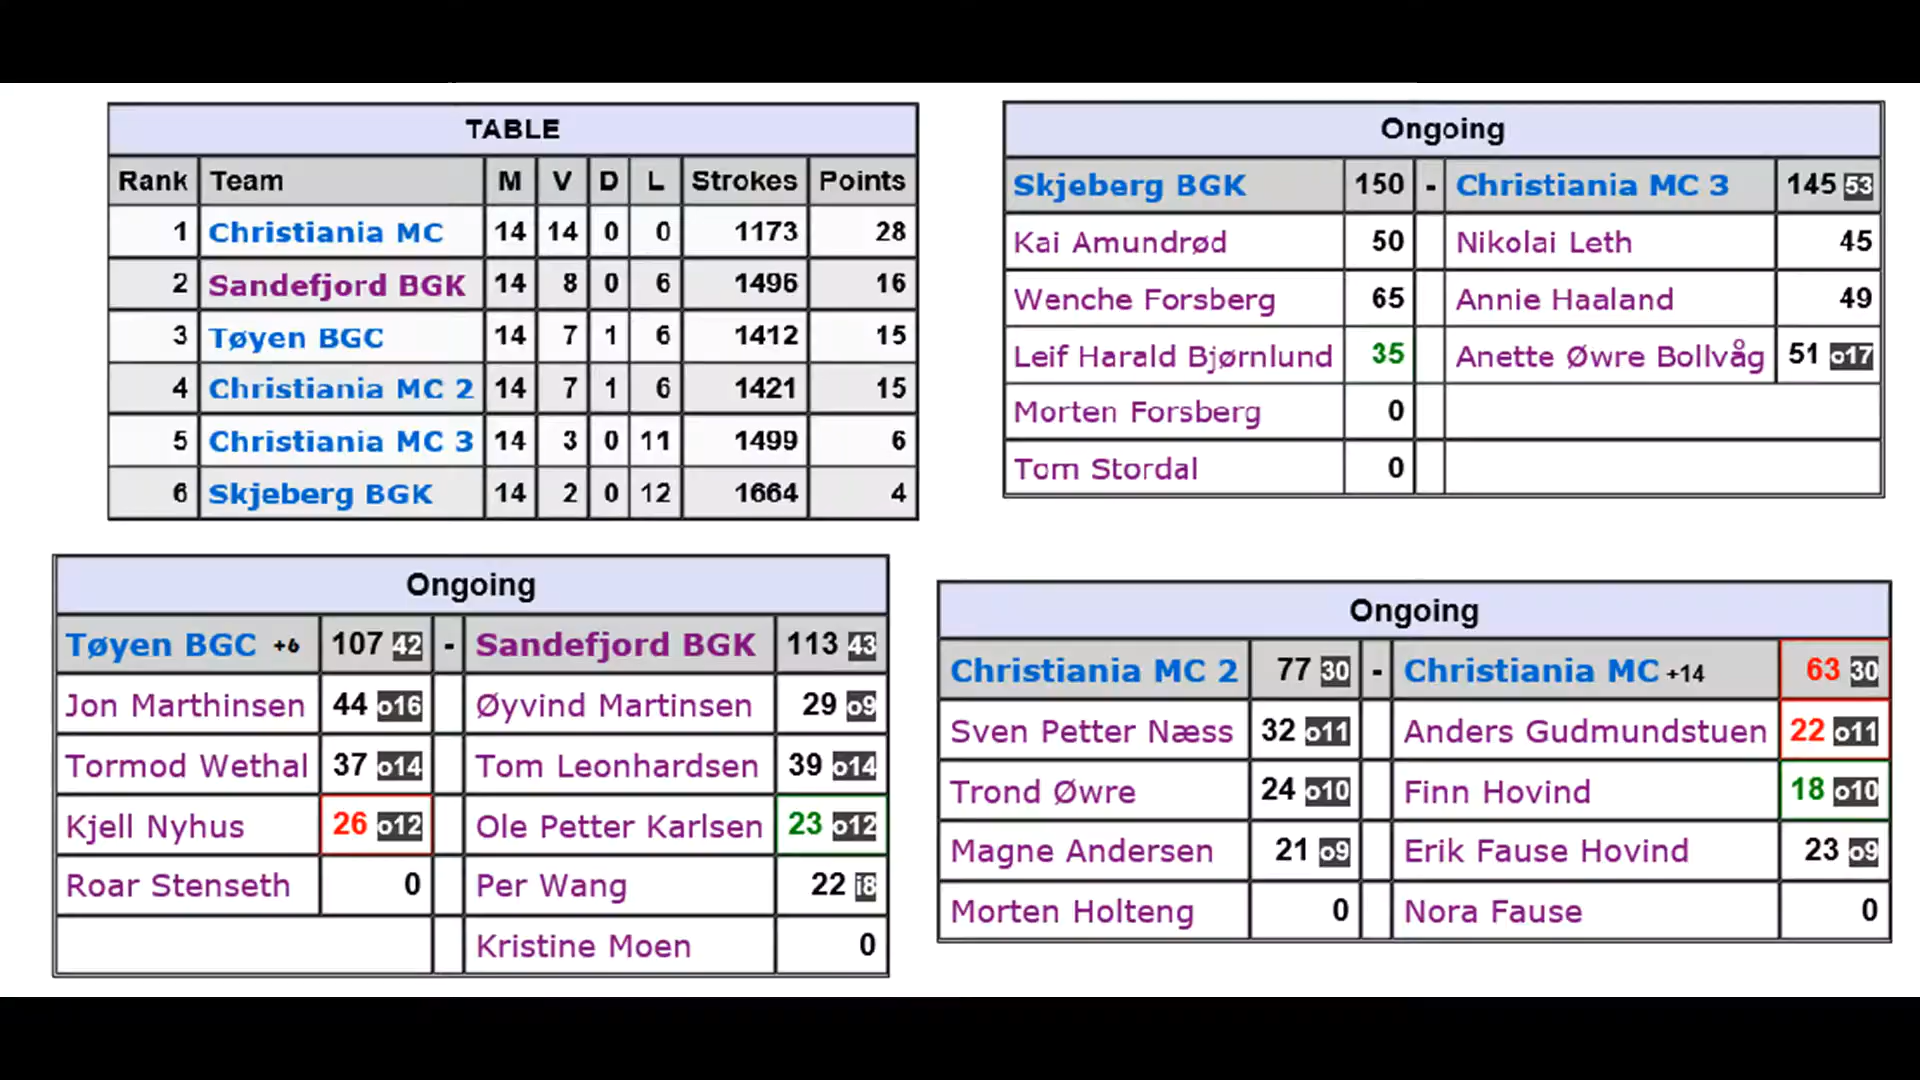 TABLE
Rank Team M V D L Strokes Points
1 Christiania MC 14 14 0 0 1173 28
2 Sandefjord BGK 14 8 0 6 1496 16
3 Tøyen BGC 14 7 1 6 1412 15
4 Christiania MC 2 14 7 1 6 1421 15
5 Christiania MC 3 14 3 0 11 1499 6
6 Skjeberg BGK 14 2 0 12 1664 4
Ongoing
Skjeberg BGK 150 - Christiania MC 3 145 53
Kai Amundrød 50 Nikolai Leth 45
Wenche Forsberg 65 Annie Haaland 49
Leif Harald Bjørnlund 35 Anette Øwre Bollvåg 51 o17
Morten Forsberg 0
Tom Stordal 0
Ongoing
Tøyen BGC +6 107 42 - Sandefjord BGK 113 43
Jon Marthinsen 44 o16 Øyvind Martinsen 29 o9
Tormod Wethal 37 o14 Tom Leonhardsen 39 o14
Kjell Nyhus 26 o12 Ole Petter Karlsen 23 o12
Roar Stenseth 0 Per Wang 22 i8
Kristine Moen 0
Ongoing
Christiania MC 2 77 30 - Christiania MC +14 63 30
Sven Petter Næss 32 o11 Anders Gudmundstuen 22 o11
Trond Øwre 24 o10 Finn Hovind 18 o10
Magne Andersen 21 o9 Erik Fause Hovind 23 o9
Morten Holteng 0 Nora Fause 0